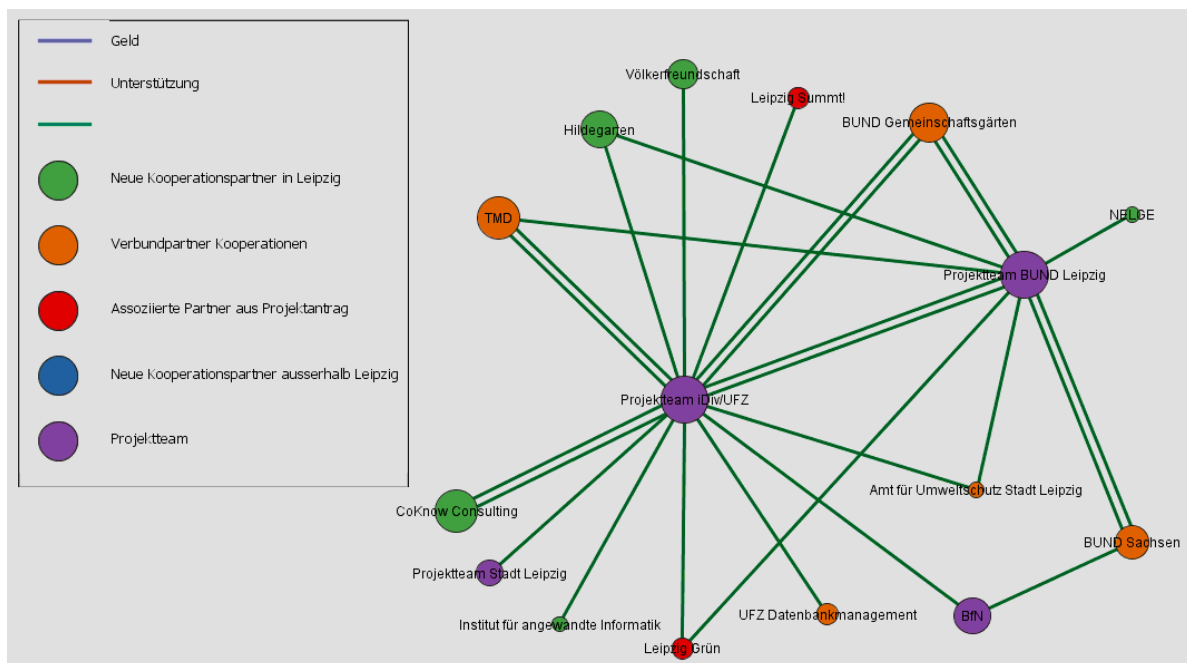 Geld
Unterstützung
Neue Kooperationspartner in Leipzig
Verbundpartner Kooperationen
Assoziierte Partner aus Projektantrag
Neue Kooperationspartner ausserhalb Leipzig
Projektteam
Völkerfreundschaft
Leipzig Summt!
BUND Gemeinschaftsgärten
Hildegarten
TMD
NELGE
Projektteam BUND Leipzig
Projektteam iDiv/UFZ
Amt für Umweltschutz Stadt Leipzig
CoKnow Consulting
BUND Sachsen
Projektteam Stadt Leipzig
UFZ Datenbankmanagement
BfN
Institut für angewandte Informatik
Leipzig Grün